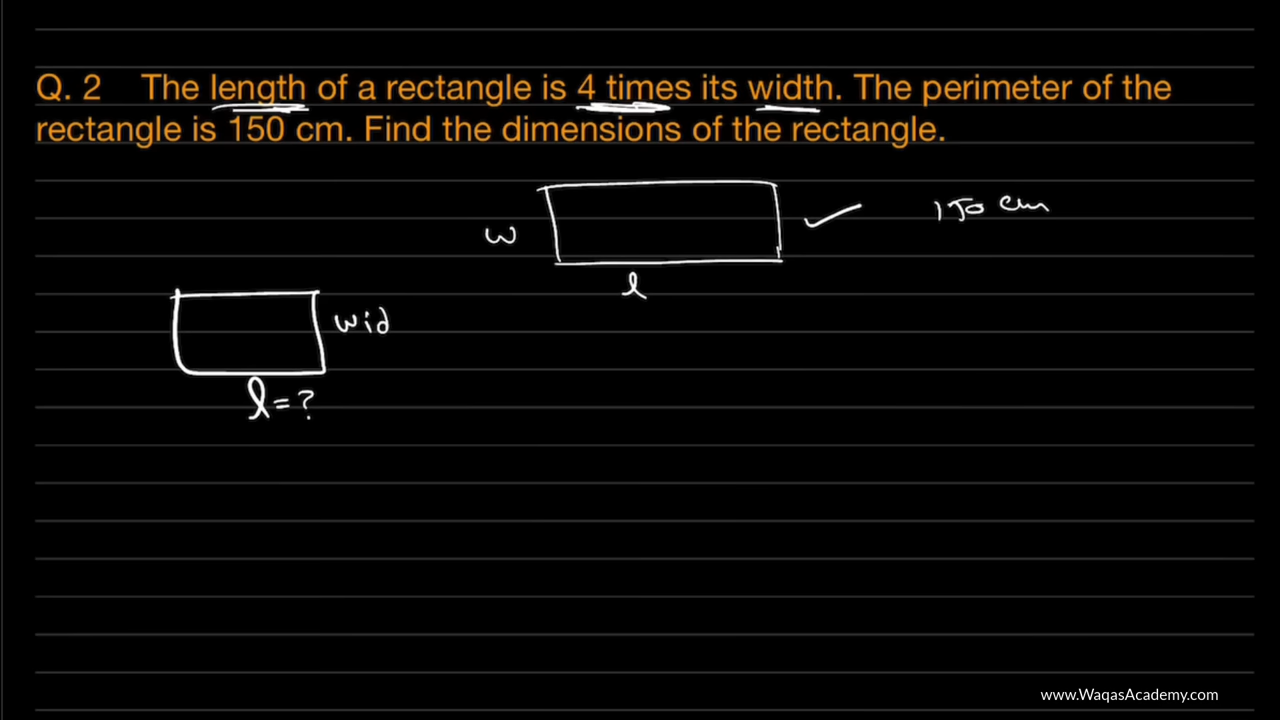 Q. 2 The length of a rectangle is 4 times its width. The perimeter of the
rectangle is 150 cm. Find the dimensions of the rectangle.
w
150 cm
l
wid
l = ?
www.WaqasAcademy.com